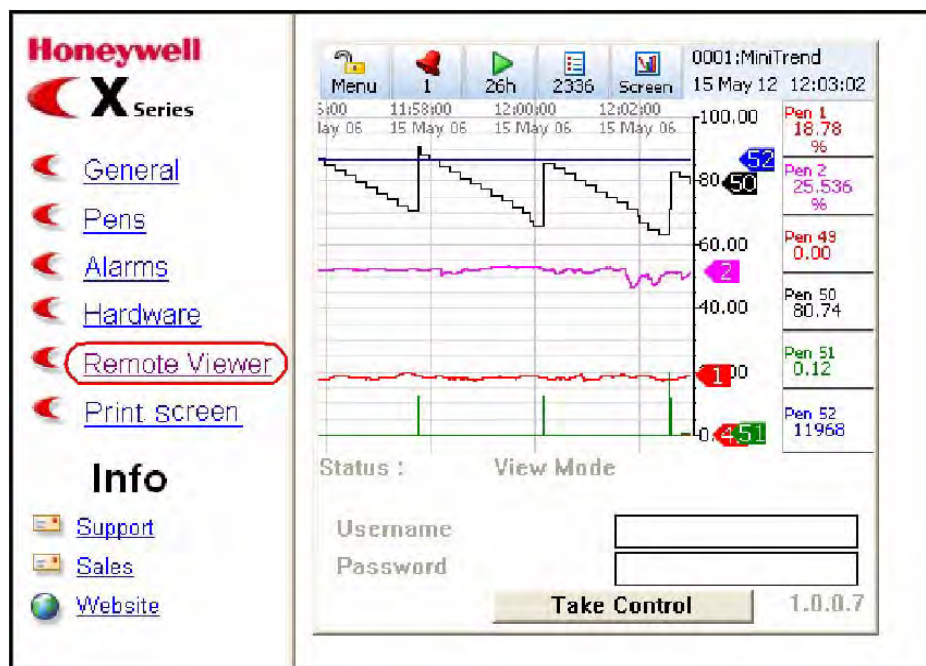 Honeywell
X Series
General
Pens
Alarms
Hardware
Remote Viewer
Print screen
Info
Support
Sales
Website
Menu
1
26h
2336
Screen
0001:MiniTrend
15 May 12 12:03:02
11:58:00 12:00:00 12:02:00
May 06 15 May 06 15 May 06 15 May 06
100.00
80
60.00
40.00
52
50
2
1
51
Pen 1
18.78
%
Pen 2
25.536
%
Pen 49
0.00
Pen 50
80.74
Pen 51
0.12
Pen 52
11968
Status : View Mode
Username
Password
Take Control
1.0.0.7